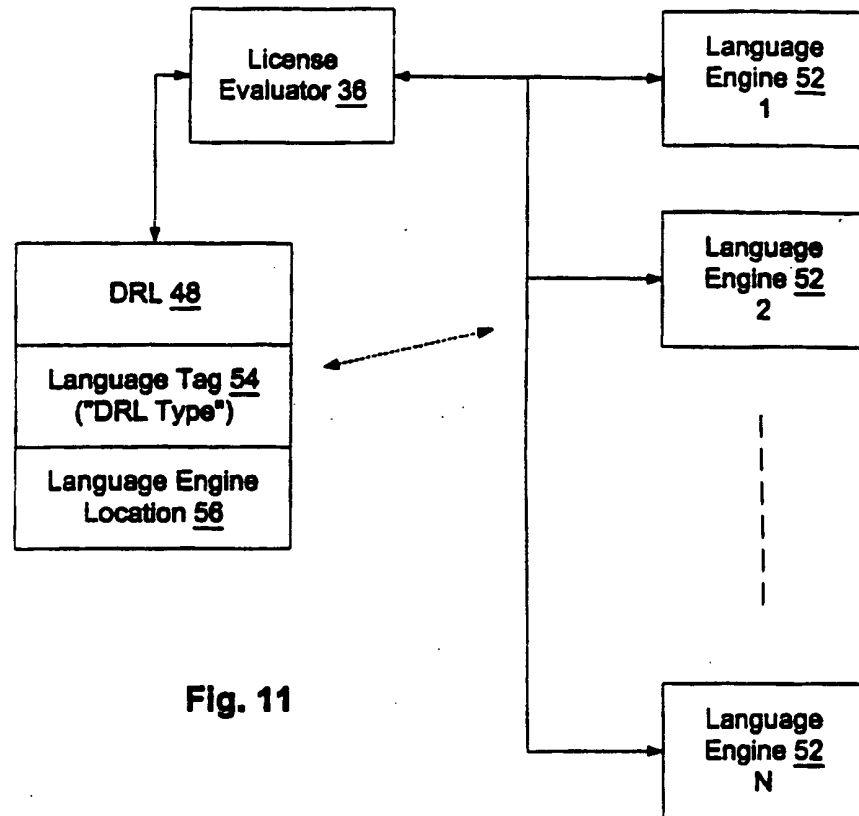 License
Evaluator 36
Language
Engine 52
1
DRL 48
Language Tag 54
("DRL Type")
Language Engine
Location 56
Language
Engine 52
2
Language
Engine 52
N
Fig. 11